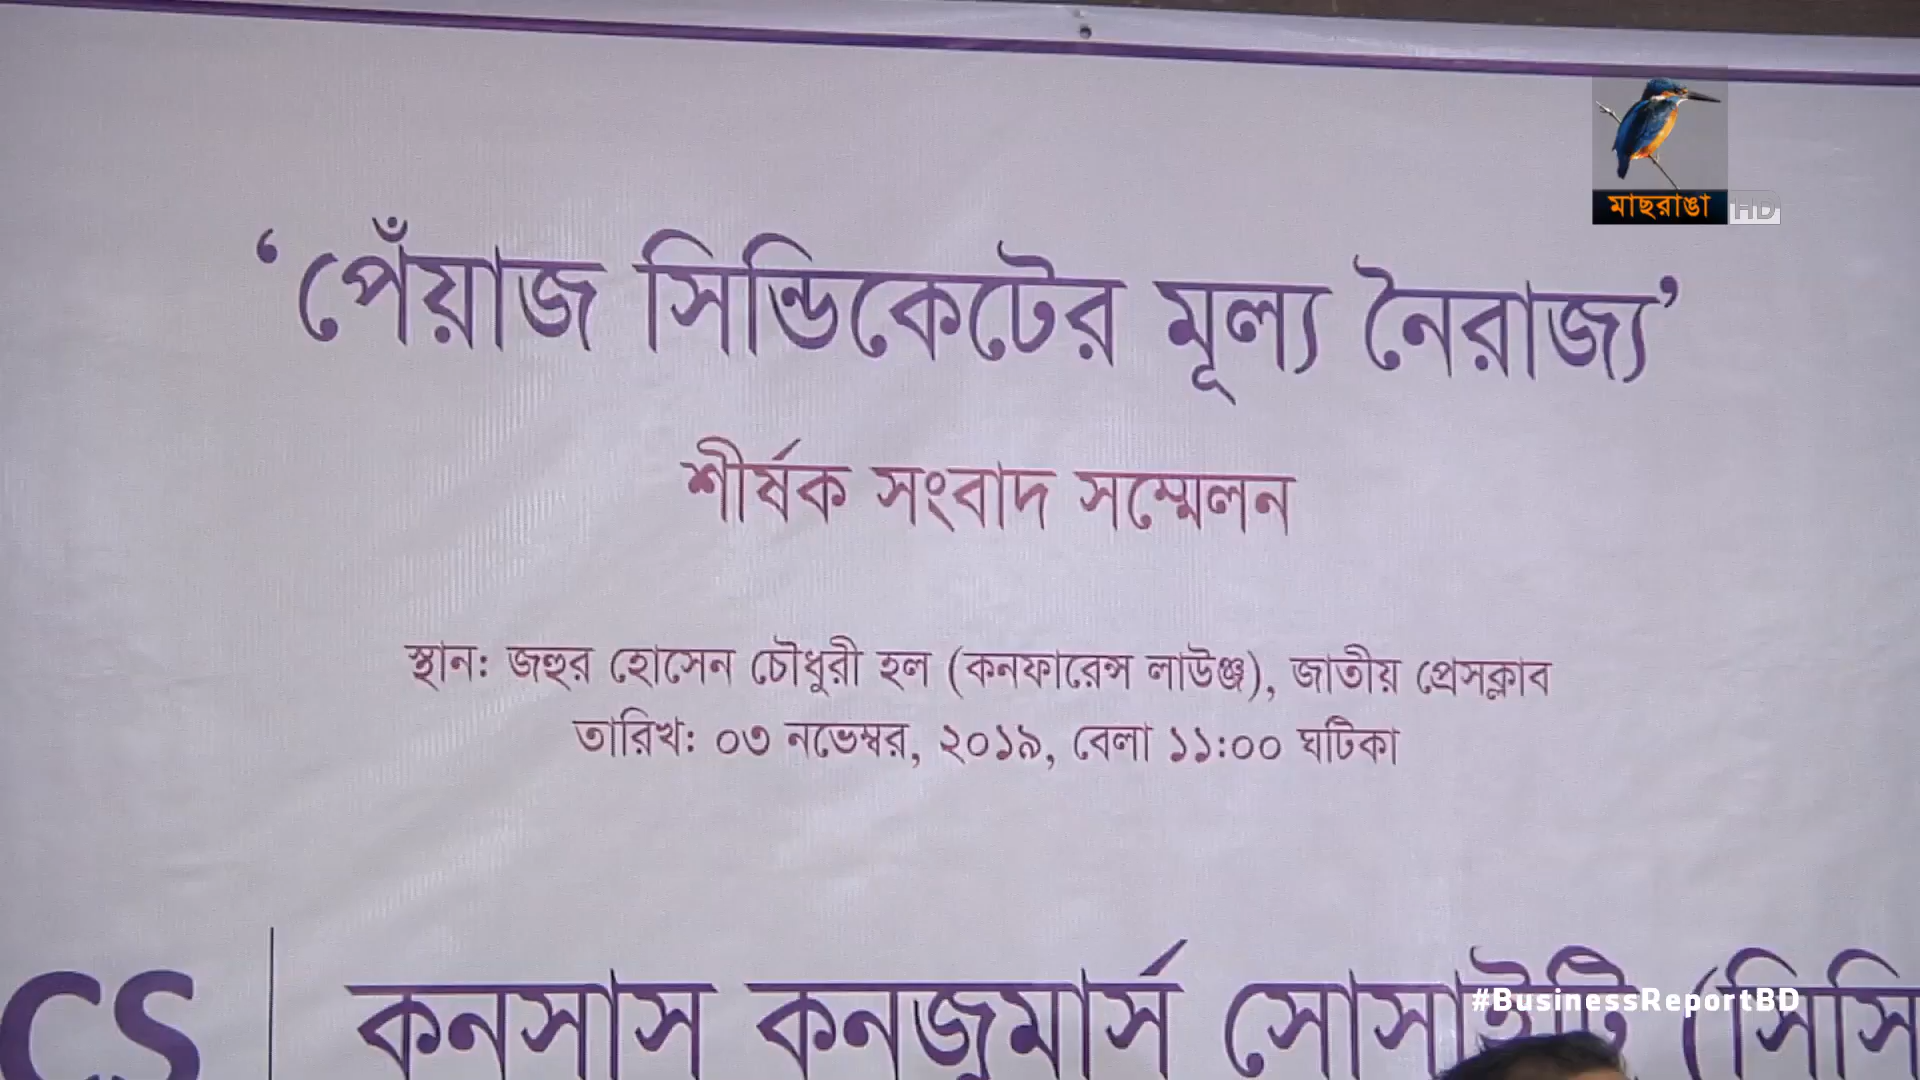 মাছরাঙা HD
‘পেঁয়াজ সিন্ডিকেটের মূল্য নৈরাজ্য’
শীর্ষক সংবাদ সম্মেলন
স্থান: জহুর হোসেন চৌধুরী হল (কনফারেন্স লাউঞ্জ), জাতীয় প্রেসক্লাব
তারিখ: ০৩ নভেম্বর, ২০১৯, বেলা ১১:০০ ঘটিকা
CS | কনসাস কনজুমার্স সোসাইটি (সিসি
#BusinessReportBD